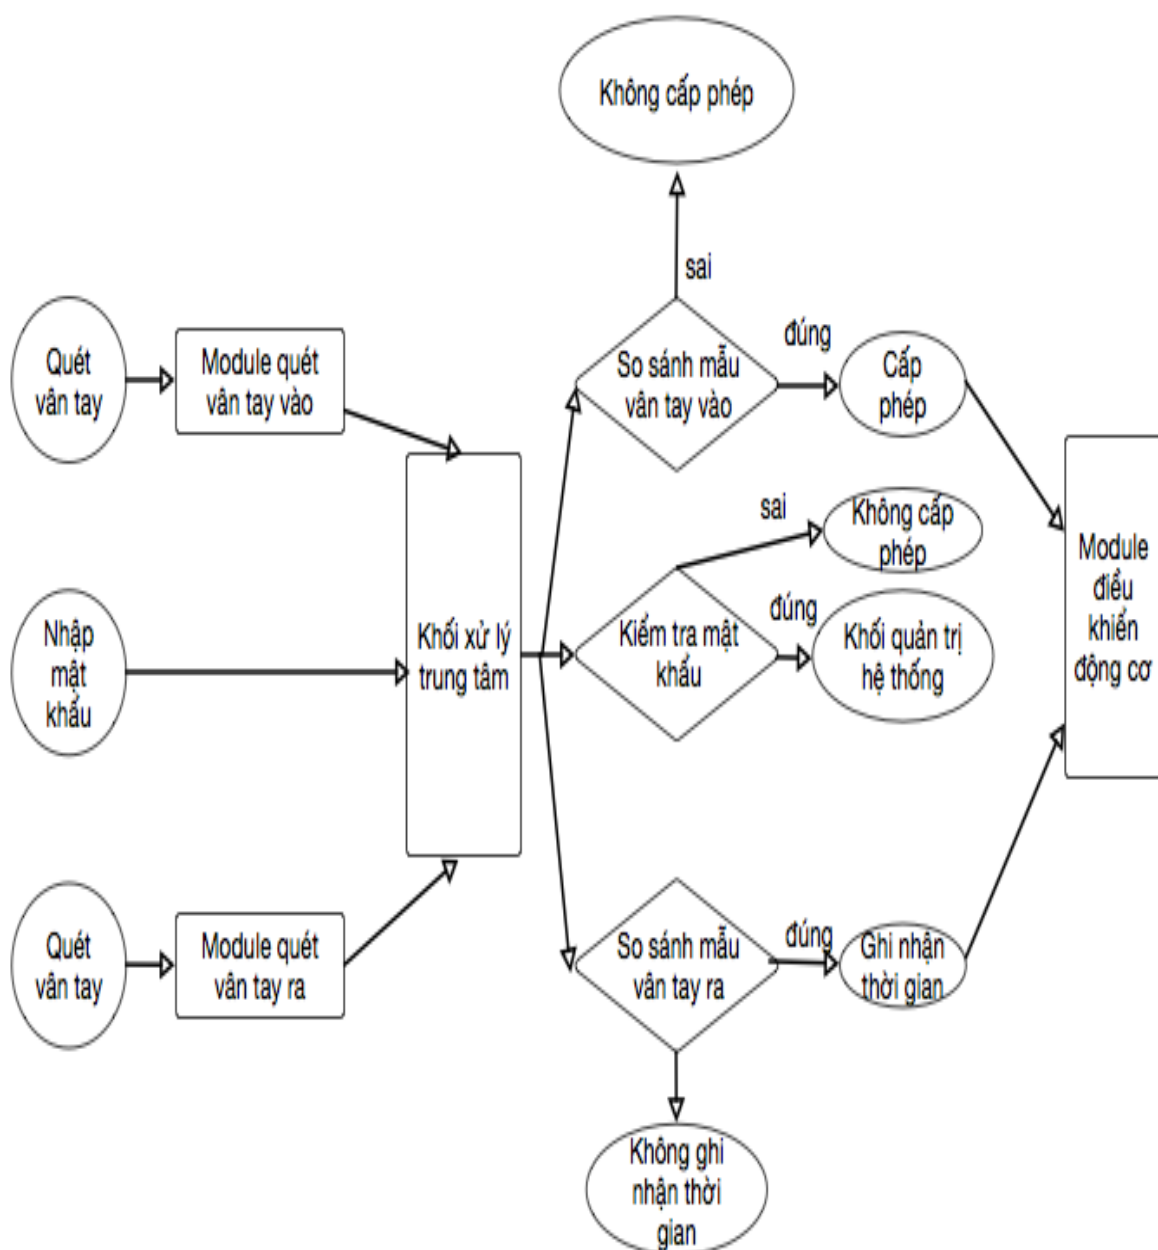 Không cấp phép
sai
Quét
vân tay
Module quét
vân tay vào
So sánh mẫu
vân tay vào
đúng
Cấp
phép
sai
Không cấp
phép
Nhập
mật
khẩu
Khối xử lý
trung tâm
Kiểm tra mật
khẩu
đúng
Khối quản trị
hệ thống
Module
điều
khiển
động cơ
Quét
vân tay
Module quét
vân tay ra
So sánh mẫu
vân tay ra
đúng
Ghi nhận
thời gian
Không ghi
nhận thời
gian